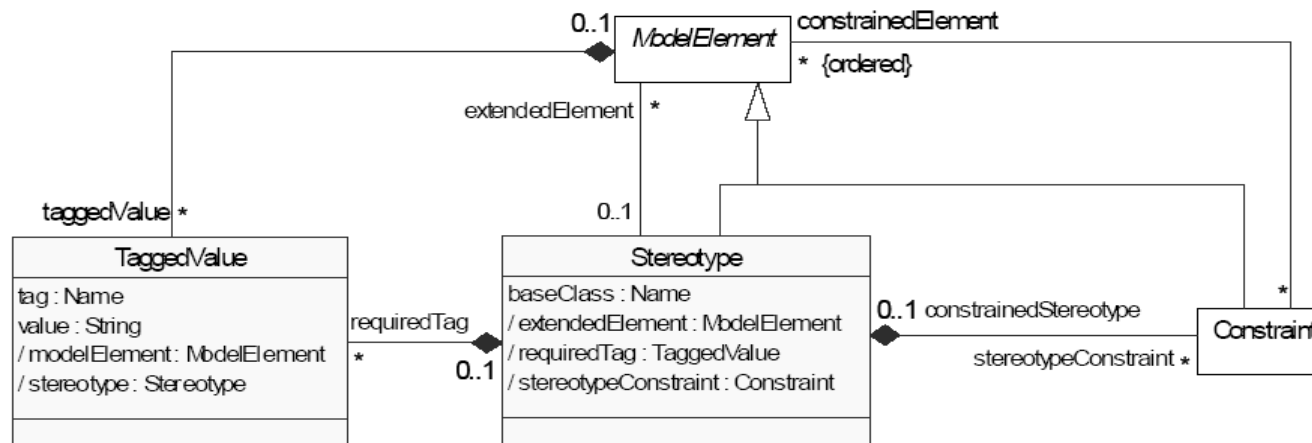 0..1
ModelElement
constrainedElement
* {ordered}
extendedElement *
taggedValue *
0..1
TaggedValue
tag : Name
value : String
/ modelElement : ModelElement
/ stereotype : Stereotype
requiredTag
*
0..1
Stereotype
baseClass : Name
/ extendedElement : ModelElement
/ requiredTag : TaggedValue
/ stereotypeConstraint : Constraint
0..1 constrainedStereotype
stereotypeConstraint *
*
Constraint